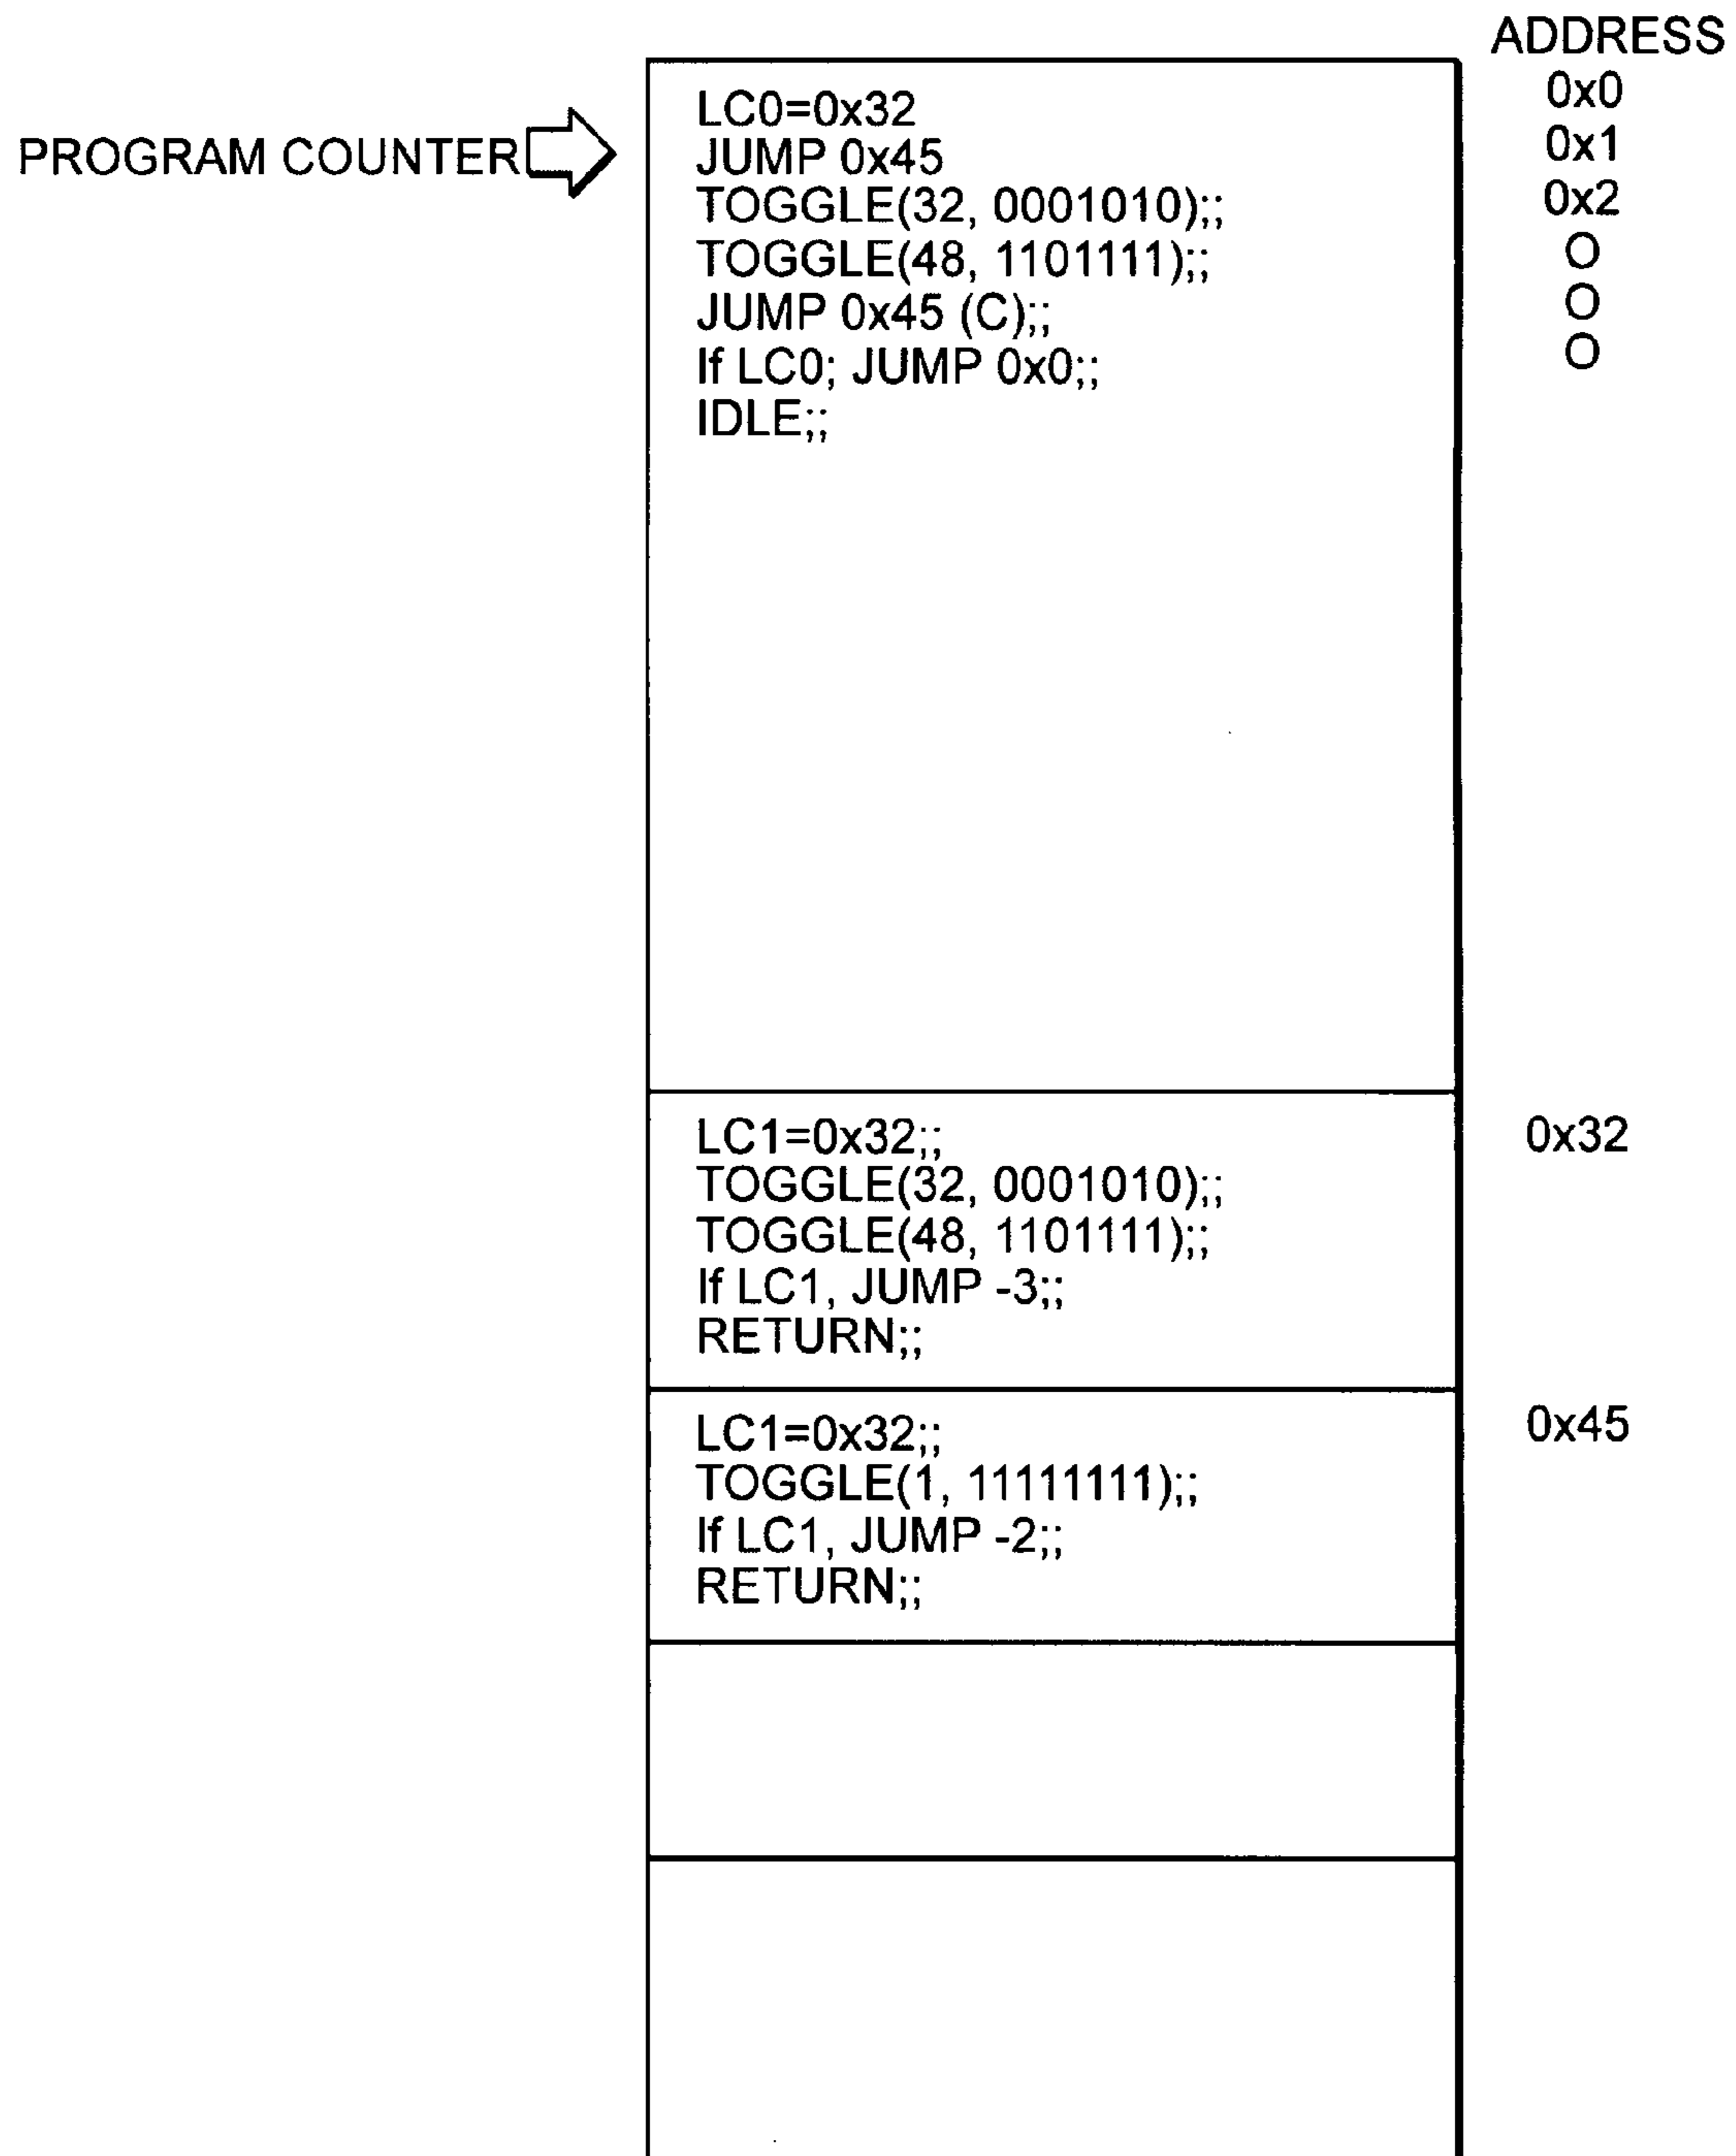 ADDRESS
PROGRAM COUNTER
LC0=0x32
0x0
JUMP 0x45
0x1
TOGGLE(32, 0001010);;
0x2
TOGGLE(48, 1101111);;
O
JUMP 0x45 (C);;
O
If LC0; JUMP 0x0;;
O
IDLE;;
LC1=0x32;;
0x32
TOGGLE(32, 0001010);;
TOGGLE(48, 1101111);;
If LC1, JUMP -3;;
RETURN;;
LC1=0x32;;
0x45
TOGGLE(1, 11111111);;
If LC1, JUMP -2;;
RETURN;;